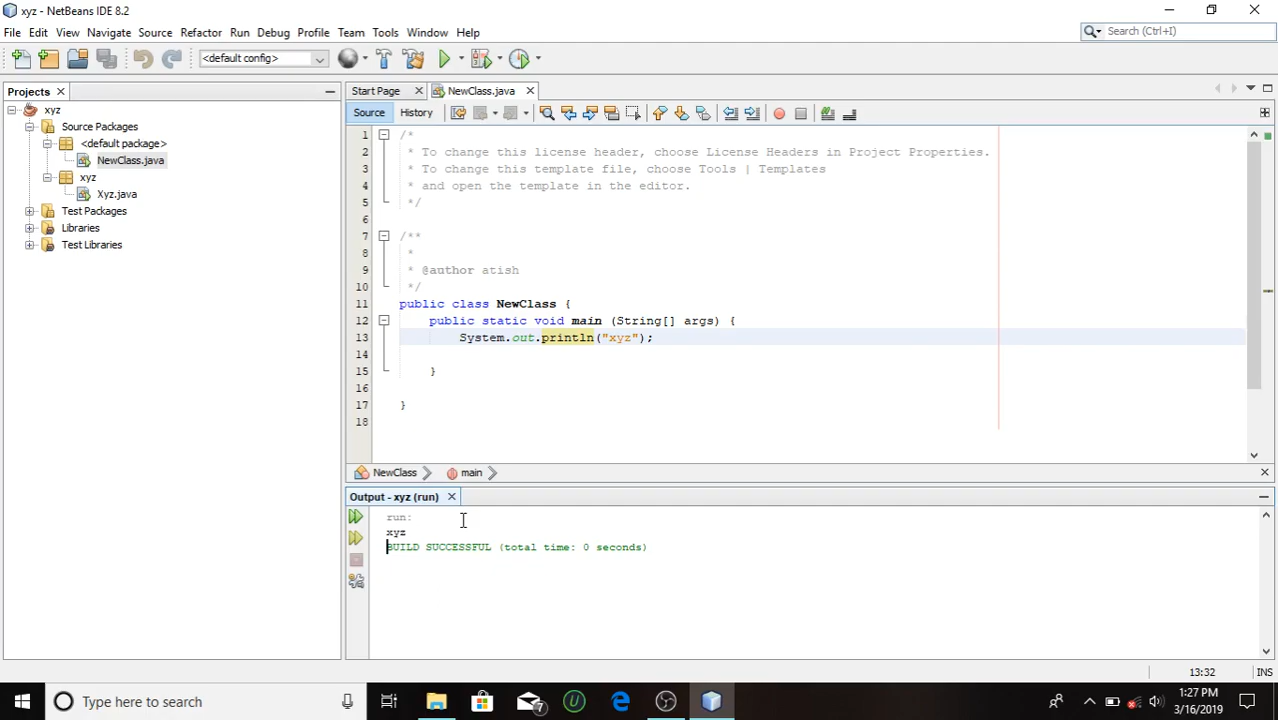 xyz - NetBeans IDE 8.2
File Edit View Navigate Source Refactor Run Debug Profile Team Tools Window Help
Search (Ctrl+I)
<default config>
Projects
Start Page
NewClass.java
Source
History
xyz
Source Packages
<default package>
NewClass.java
xyz
Xyz.java
Test Packages
Libraries
Test Libraries
1 /*
2 * To change this license header, choose License Headers in Project Properties.
3 * To change this template file, choose Tools | Templates
4 * and open the template in the editor.
5 */
6
7 /**
8 *
9 * @author atish
10 */
11 public class NewClass {
12 public static void main (String[] args) {
13 System.out.println("xyz");
14
15 }
16
17 }
18
NewClass
main
Output - xyz (run)
run:
xyz
BUILD SUCCESSFUL (total time: 0 seconds)
13:32
INS
Type here to search
7
1:27 PM
3/16/2019